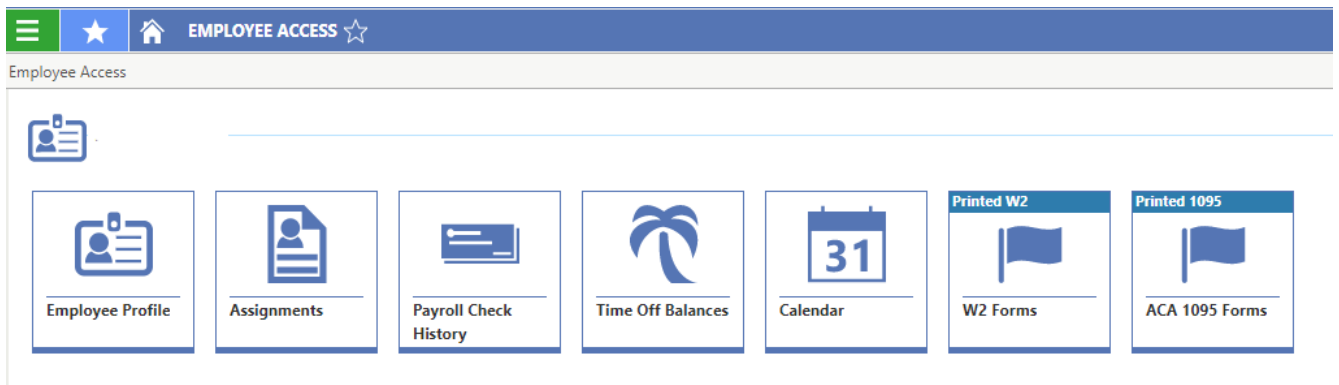 EMPLOYEE ACCESS
Employee Access
Printed W2
Printed 1095
31
Employee Profile
Assignments
Payroll Check
History
Time Off Balances
Calendar
W2 Forms
ACA 1095 Forms